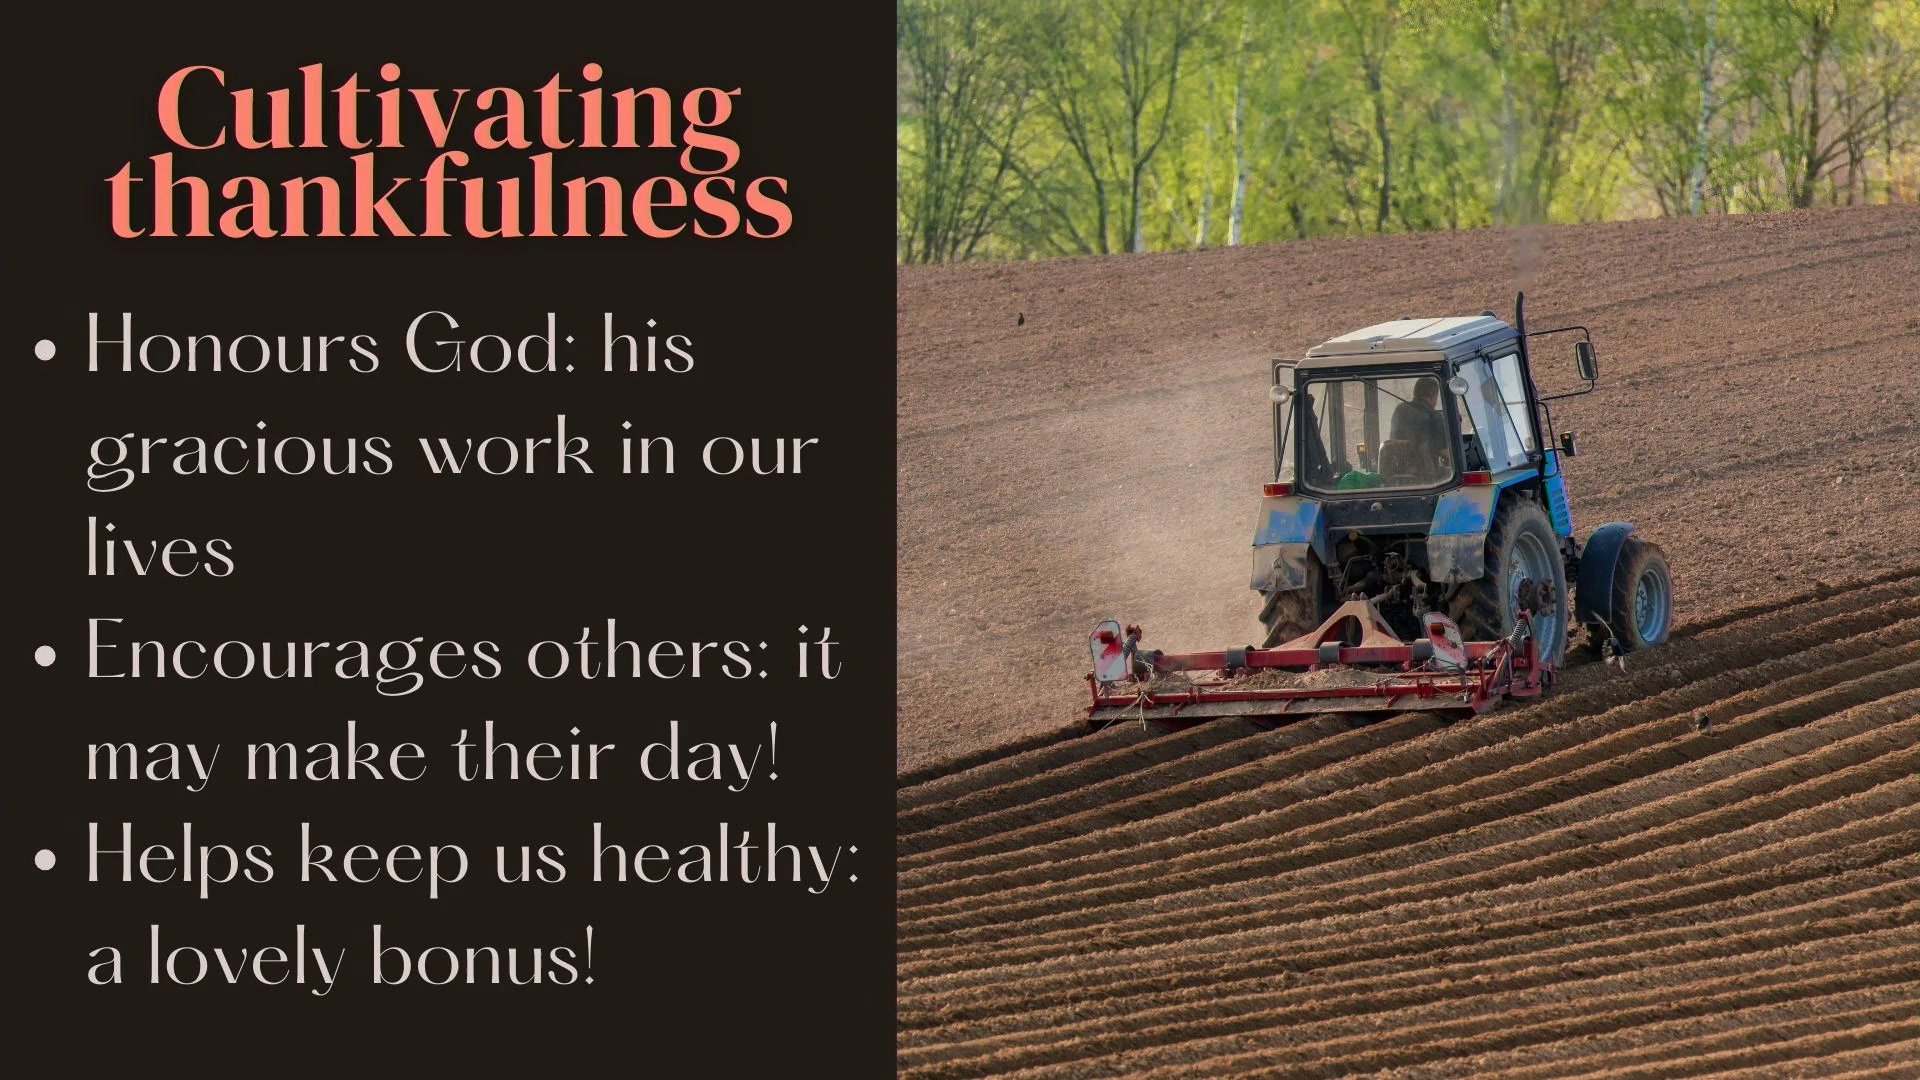 Cultivating
thankfulness
• Honours God: his
gracious work in our
lives
• Encourages others: it
may make their day!
• Helps keep us healthy:
a lovely bonus!